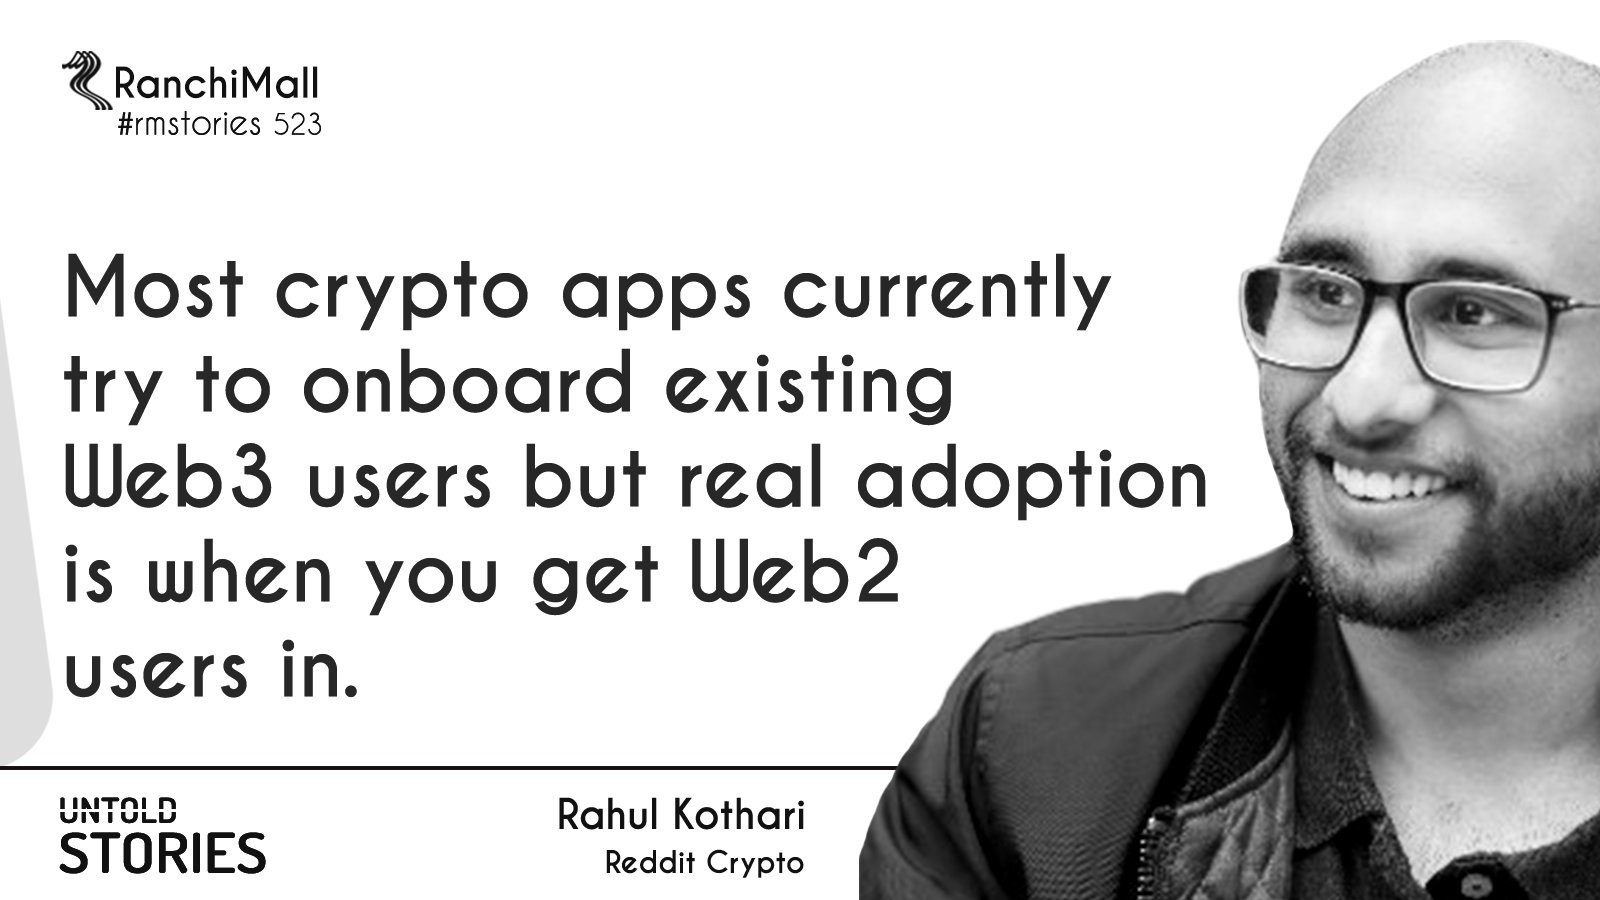 RanchiMall
#rmstories 523
Most crypto apps currently
try to onboard existing
Web3 users but real adoption
is when you get Web2
users in.
UNTOLD
STORIES
Rahul Kothari
Reddit Crypto